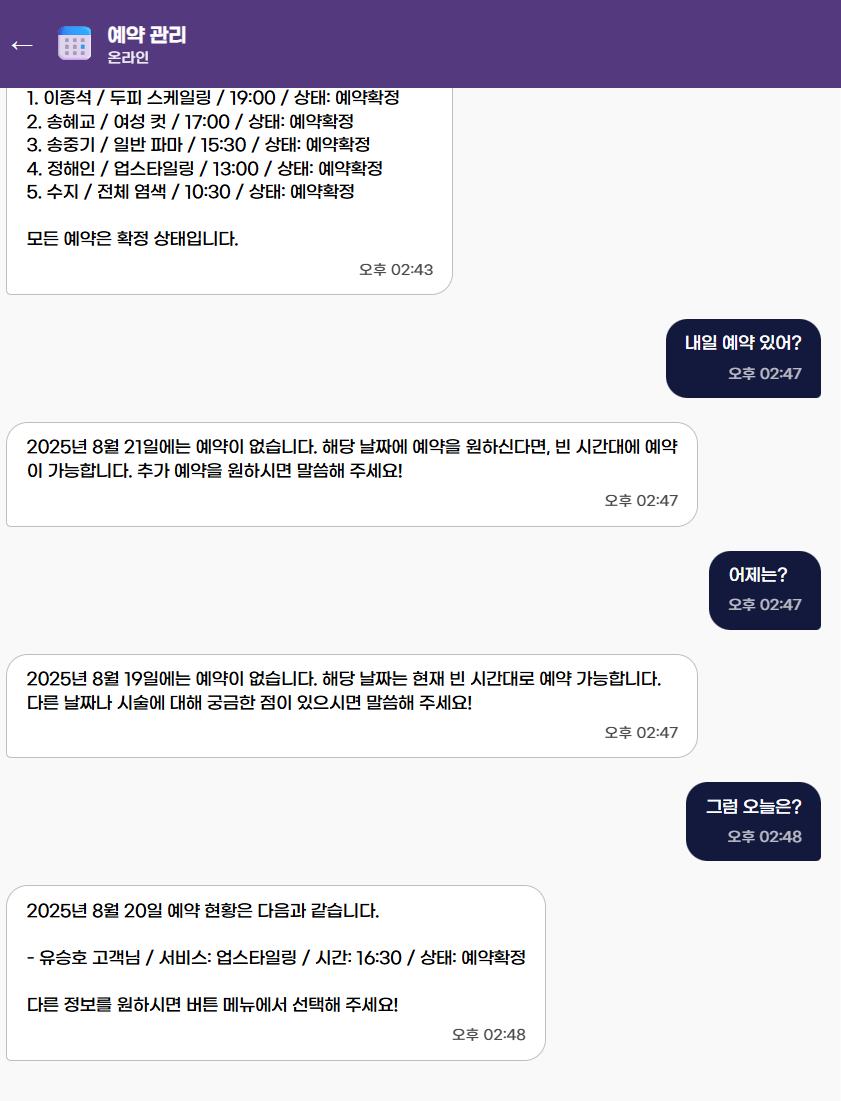 예약 관리
온라인
1. 이종석 / 두피 스케일링 / 19:00 / 상태: 예약확정
2. 송혜교 / 여성 컷 / 17:00 / 상태: 예약확정
3. 송중기 / 일반 파마 / 15:30 / 상태: 예약확정
4. 정해인 / 업스타일링 / 13:00 / 상태: 예약확정
5. 수지 / 전체 염색 / 10:30 / 상태: 예약확정
모든 예약은 확정 상태입니다.
오후 02:43
내일 예약 있어?
오후 02:47
2025년 8월 21일에는 예약이 없습니다. 해당 날짜에 예약을 원하신다면, 빈 시간대에 예약
이 가능합니다. 추가 예약을 원하시면 말씀해 주세요!
오후 02:47
어제는?
오후 02:47
2025년 8월 19일에는 예약이 없습니다. 해당 날짜는 현재 빈 시간대로 예약 가능합니다.
다른 날짜나 시술에 대해 궁금한 점이 있으시면 말씀해 주세요!
오후 02:47
그럼 오늘은?
오후 02:48
2025년 8월 20일 예약 현황은 다음과 같습니다.
- 유승호 고객님 / 서비스: 업스타일링 / 시간: 16:30 / 상태: 예약확정
다른 정보를 원하시면 버튼 메뉴에서 선택해 주세요!
오후 02:48